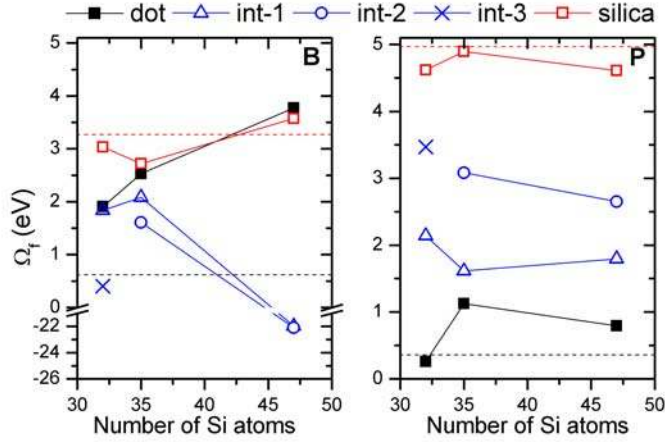 dot int-1 int-2 int-3 silica
B
P
Ω_f (eV)
5
4
3
2
1
0
-22
-24
-26
5
4
3
2
1
0
30 35 40 45 50
30 35 40 45 50
Number of Si atoms
Number of Si atoms